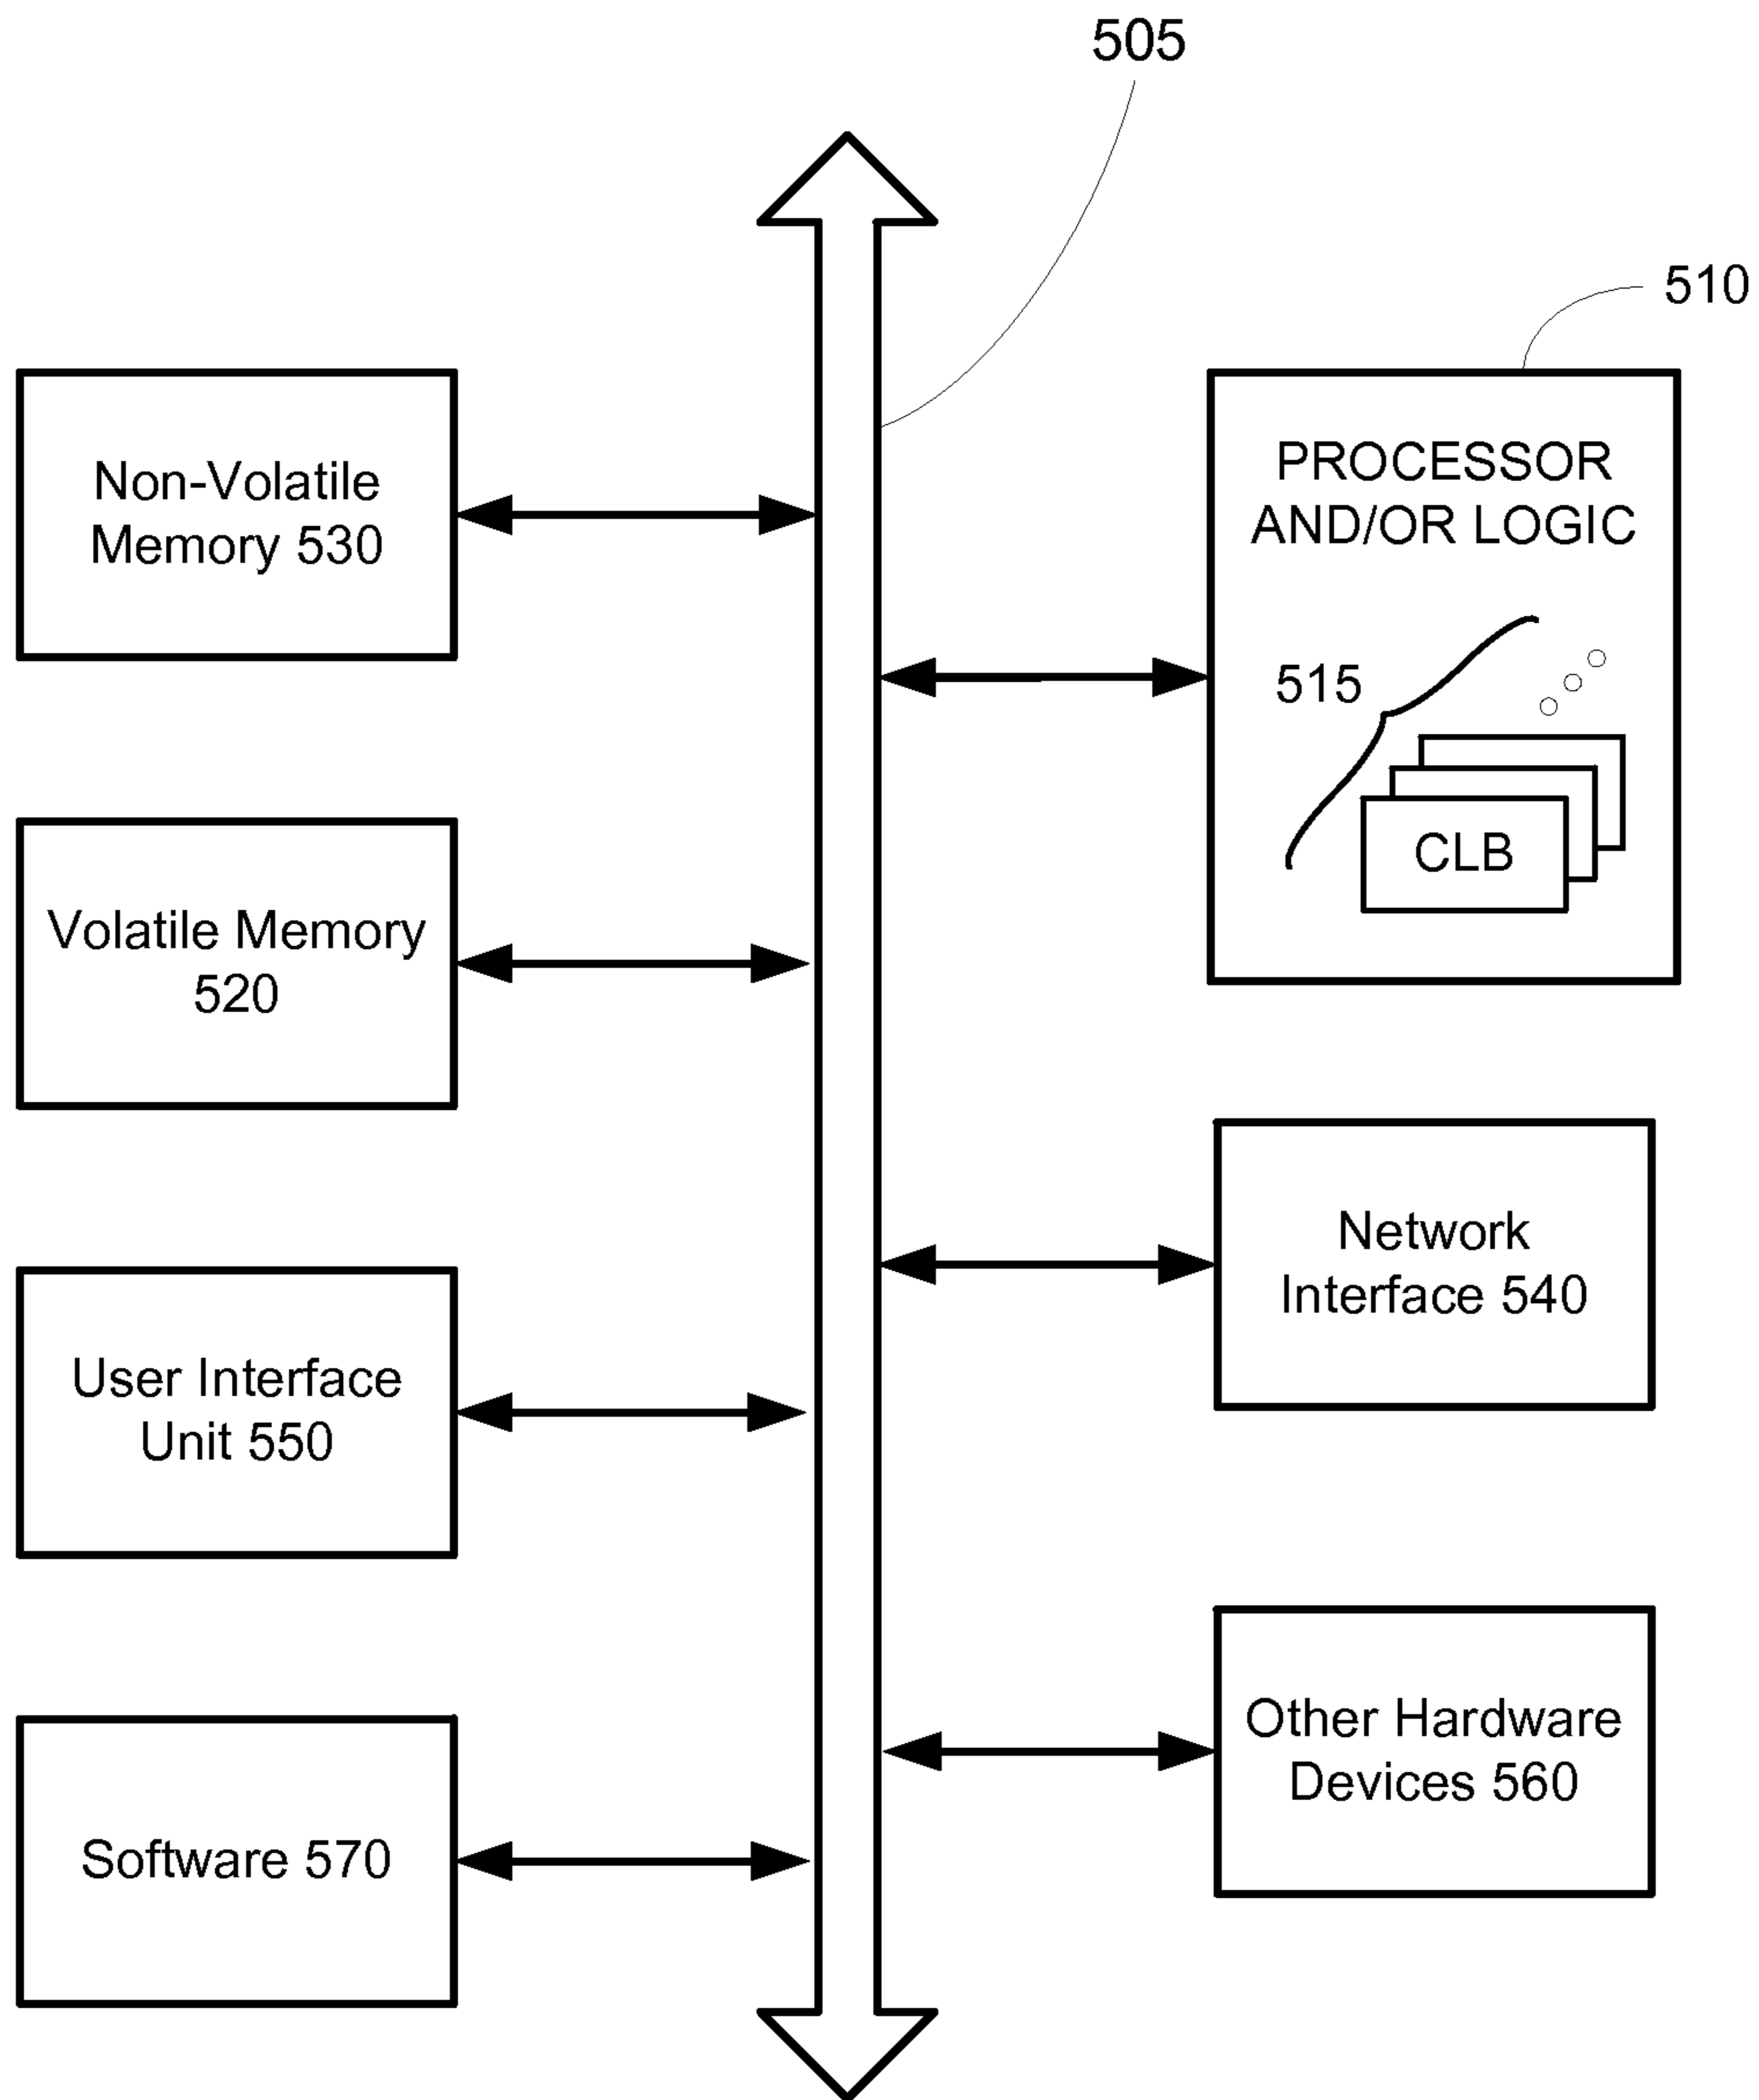 505
510
Non-Volatile
Memory 530
PROCESSOR
AND/OR LOGIC
515
CLB
Volatile Memory
520
Network
Interface 540
User Interface
Unit 550
Other Hardware
Devices 560
Software 570